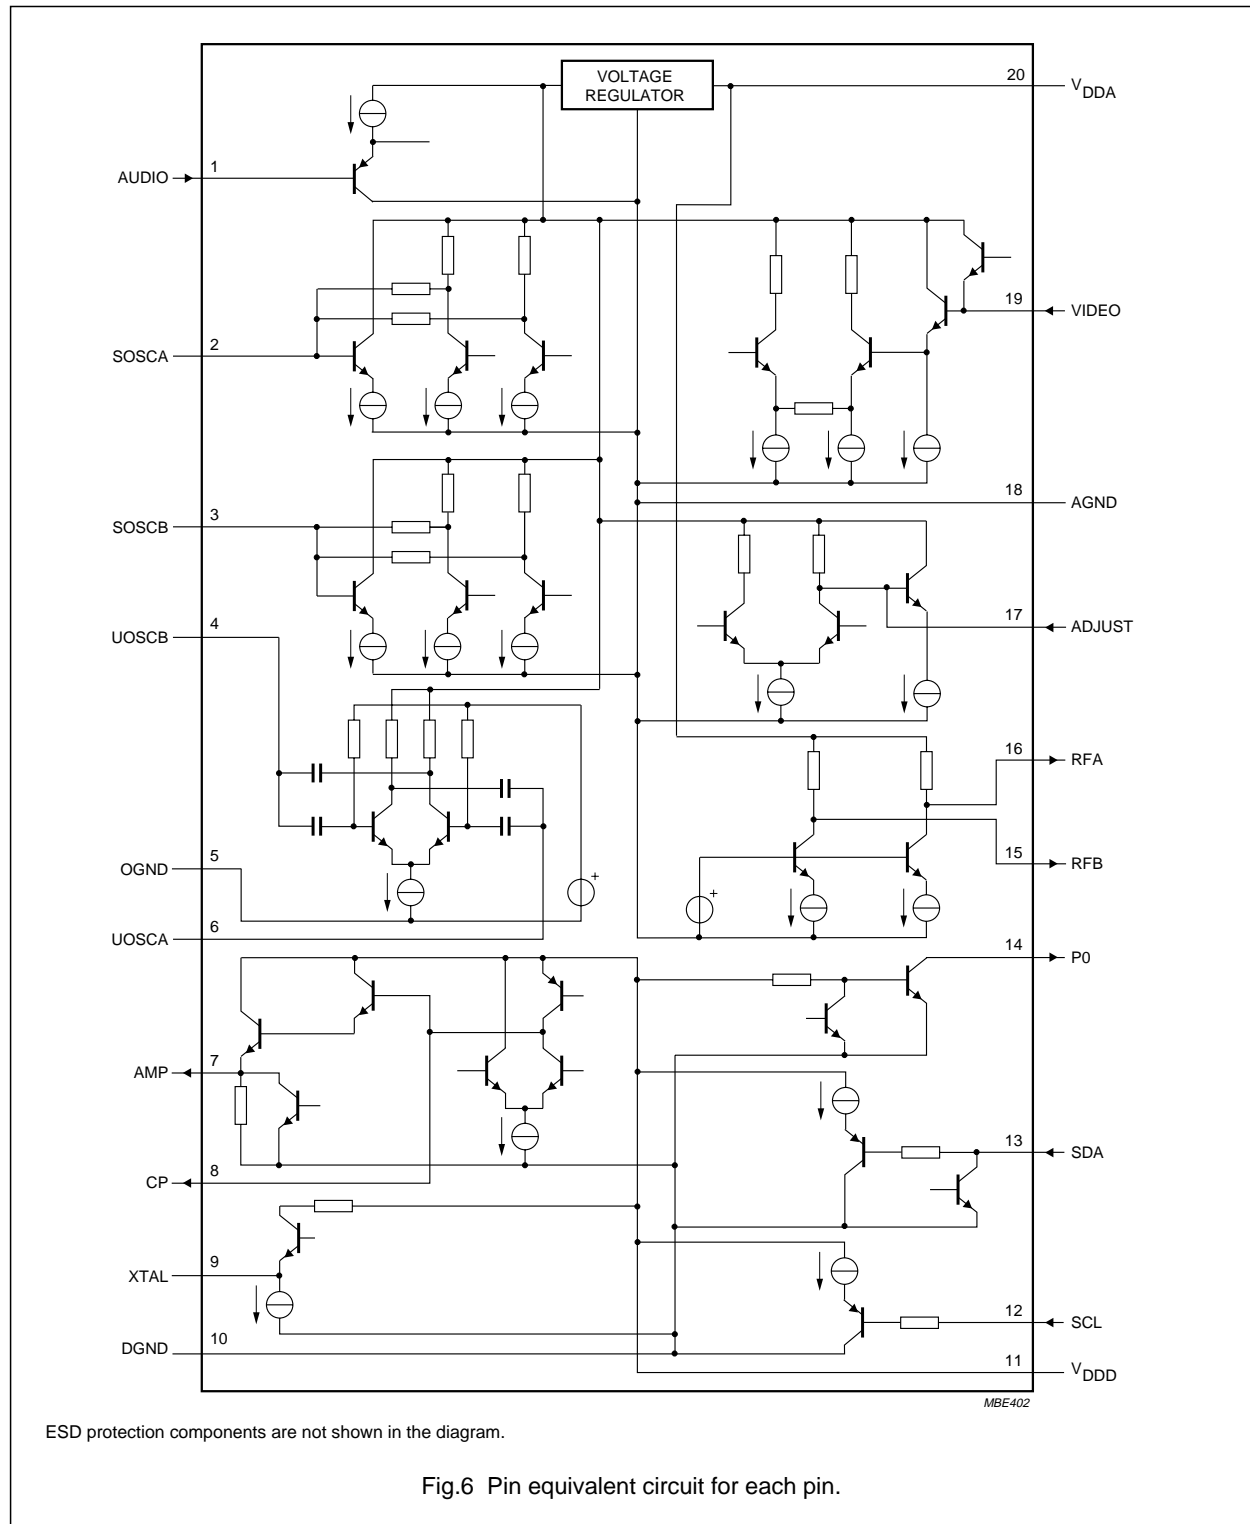 VOLTAGE
REGULATOR
20
VDDA
AUDIO
1
19
VIDEO
2
SOSCA
18
AGND
3
SOSCB
4
UOSCB
17
ADJUST
16
RFA
5
OGND
15
RFB
+
+
6
UOSCA
14
P0
7
AMP
13
SDA
8
CP
9
XTAL
12
SCL
10
DGND
11
VDDD
MBE402
ESD protection components are not shown in the diagram.
Fig.6 Pin equivalent circuit for each pin.